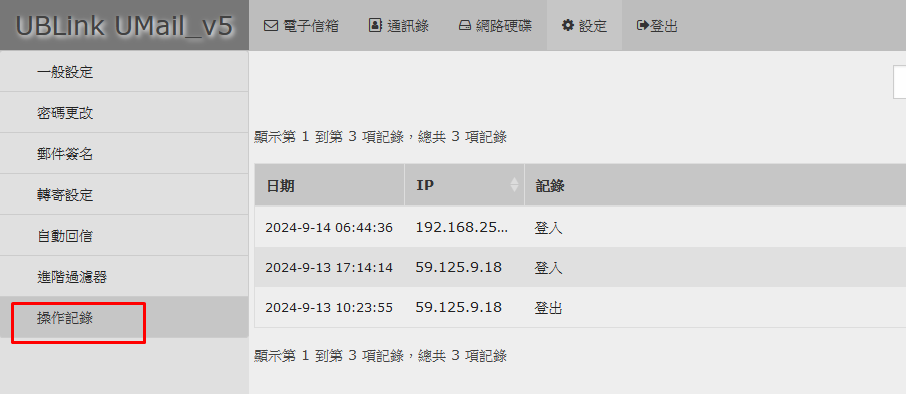 UBLink UMail_v5
電子信箱 通訊錄 網路硬碟 設定 登出
一般設定
密碼更改
郵件簽名
轉寄設定
自動回信
進階過濾器
操作記錄
顯示第 1 到第 3 項記錄，總共 3 項記錄
日期 IP 記錄
2024-9-14 06:44:36 192.168.25... 登入
2024-9-13 17:14:14 59.125.9.18 登入
2024-9-13 10:23:55 59.125.9.18 登出
顯示第 1 到第 3 項記錄，總共 3 項記錄